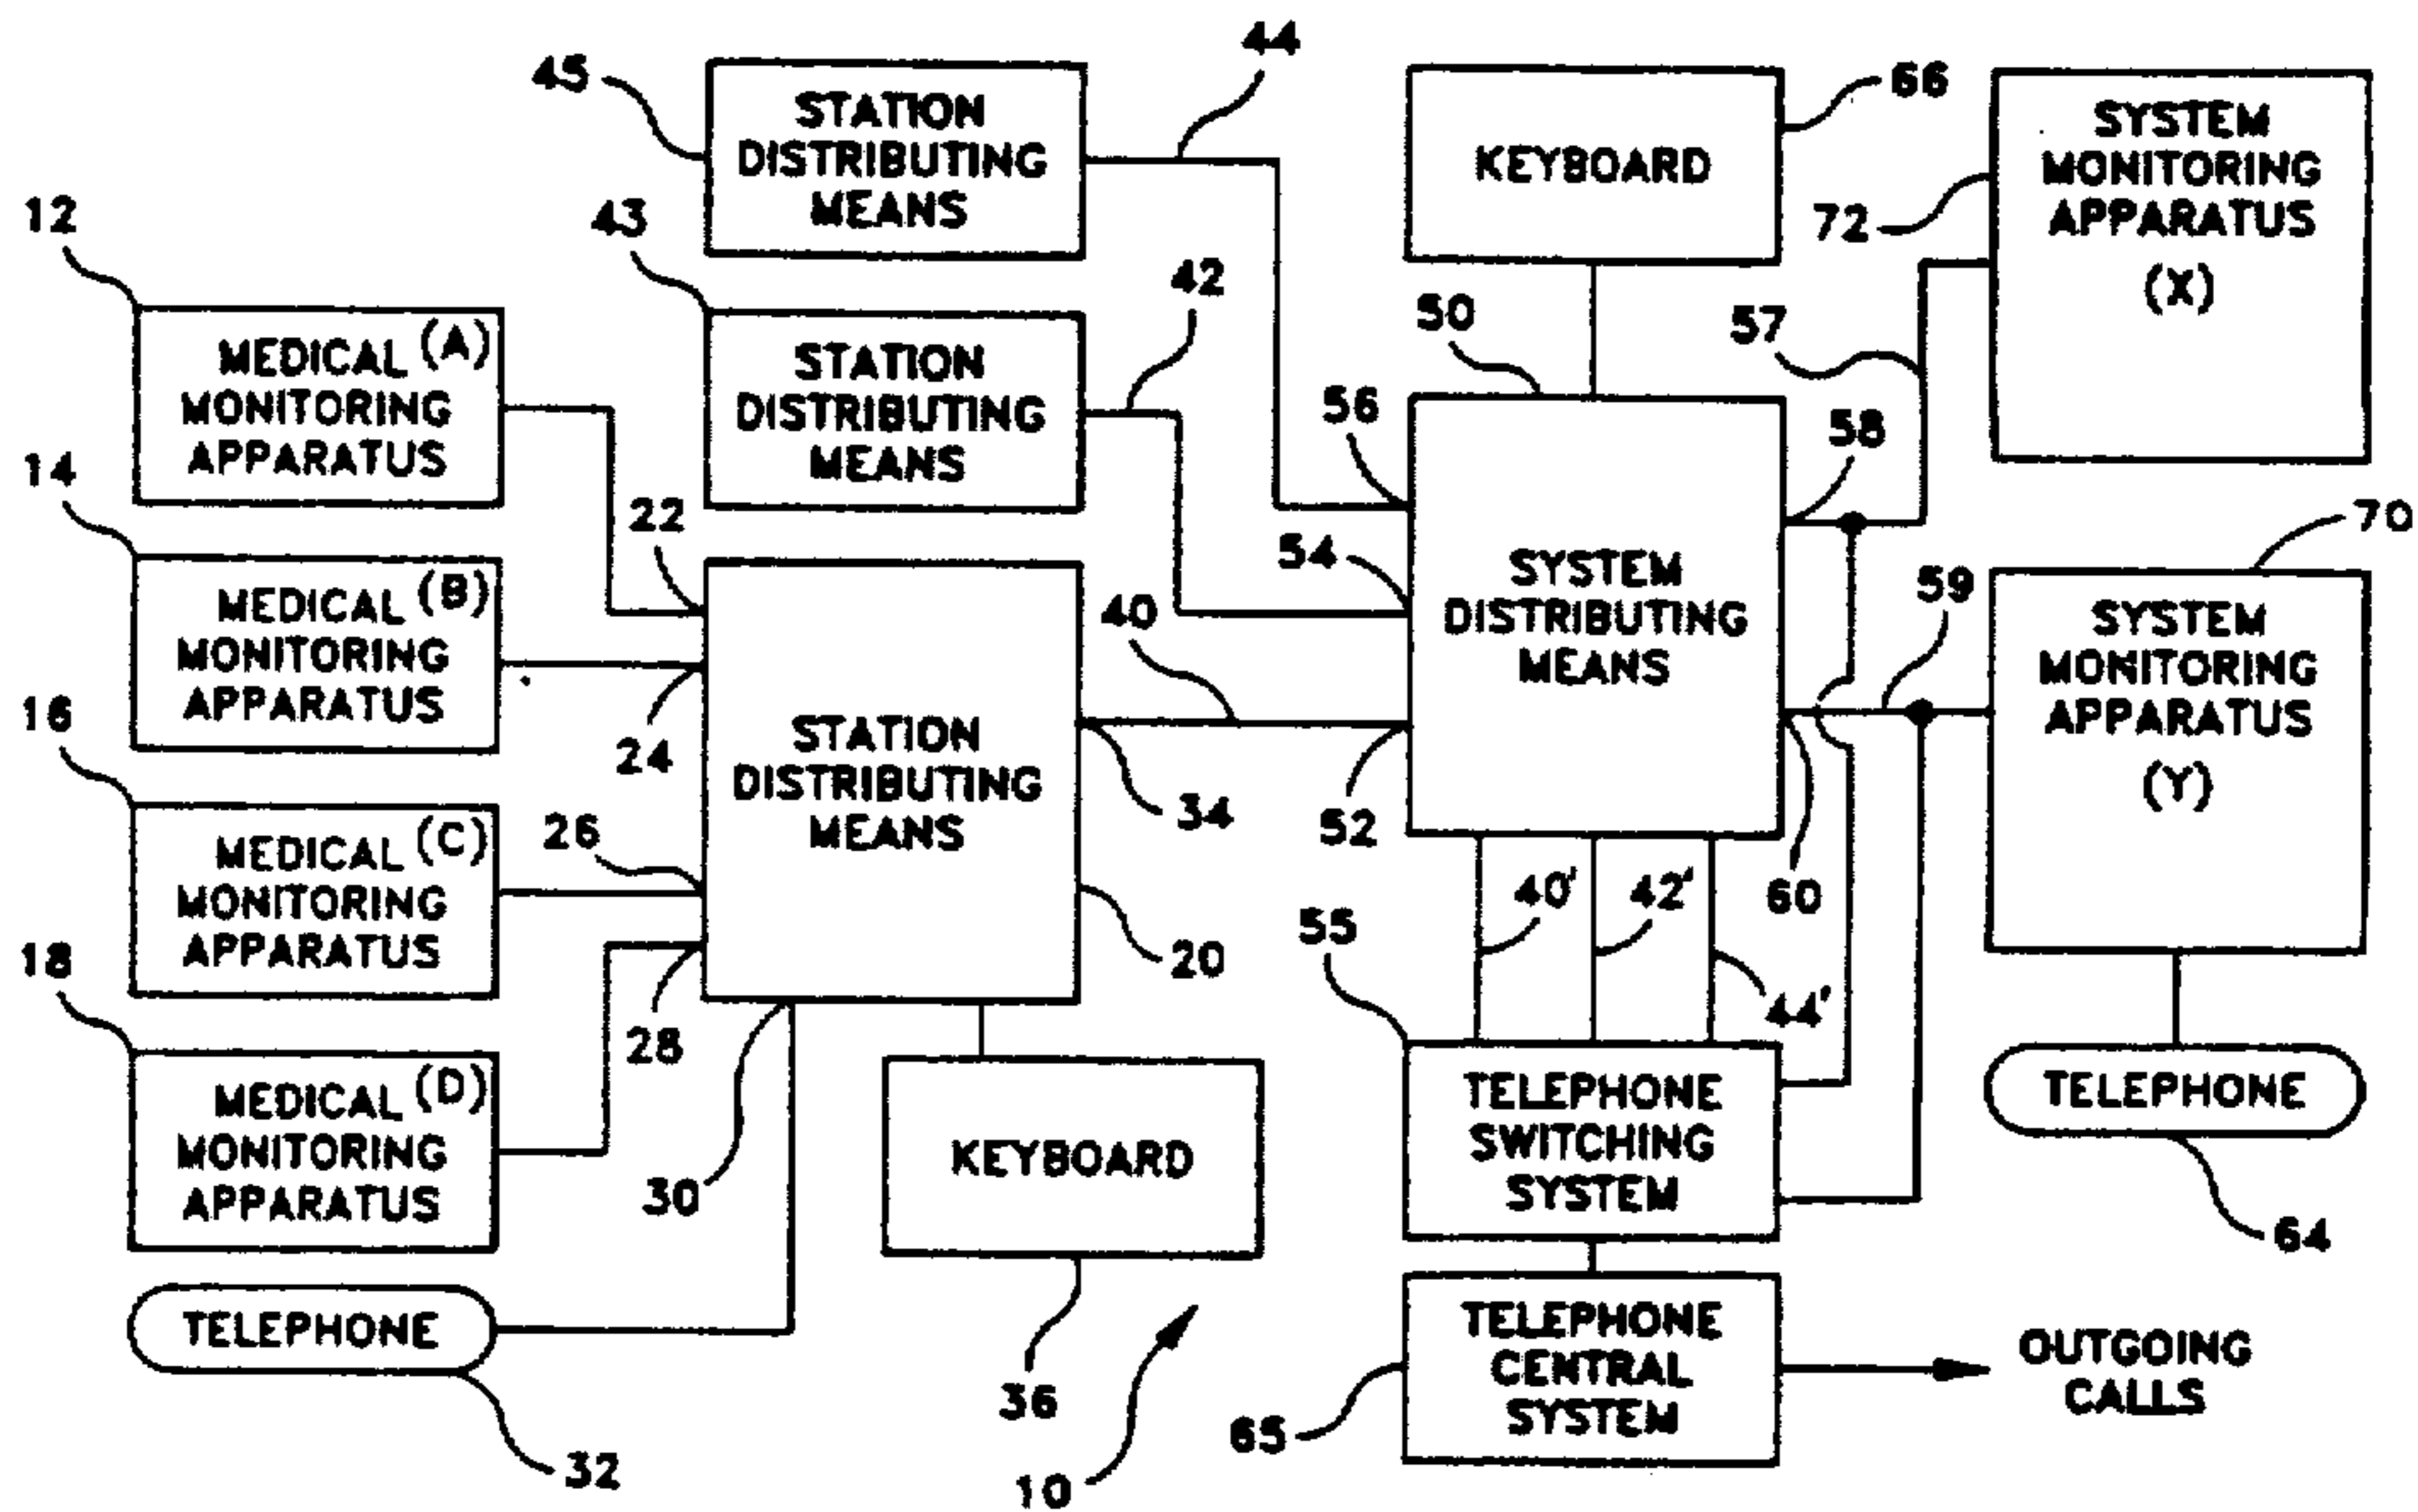 45
STATION
DISTRIBUTING
MEANS
44
KEYBOARD
66
SYSTEM
MONITORING
APPARATUS
(X)
72
12
MEDICAL (A)
MONITORING
APPARATUS
43
STATION
DISTRIBUTING
MEANS
42
50
57
56
58
14
MEDICAL (B)
MONITORING
APPARATUS
22
24
54
SYSTEM
DISTRIBUTING
MEANS
59
70
SYSTEM
MONITORING
APPARATUS
(Y)
40
16
MEDICAL (C)
MONITORING
APPARATUS
26
STATION
DISTRIBUTING
MEANS
34
52
60
40'
42'
44'
55
20
18
MEDICAL (D)
MONITORING
APPARATUS
28
30
KEYBOARD
36
TELEPHONE
SWITCHING
SYSTEM
TELEPHONE
64
TELEPHONE
32
10
65
TELEPHONE
CENTRAL
SYSTEM
OUTGOING
CALLS